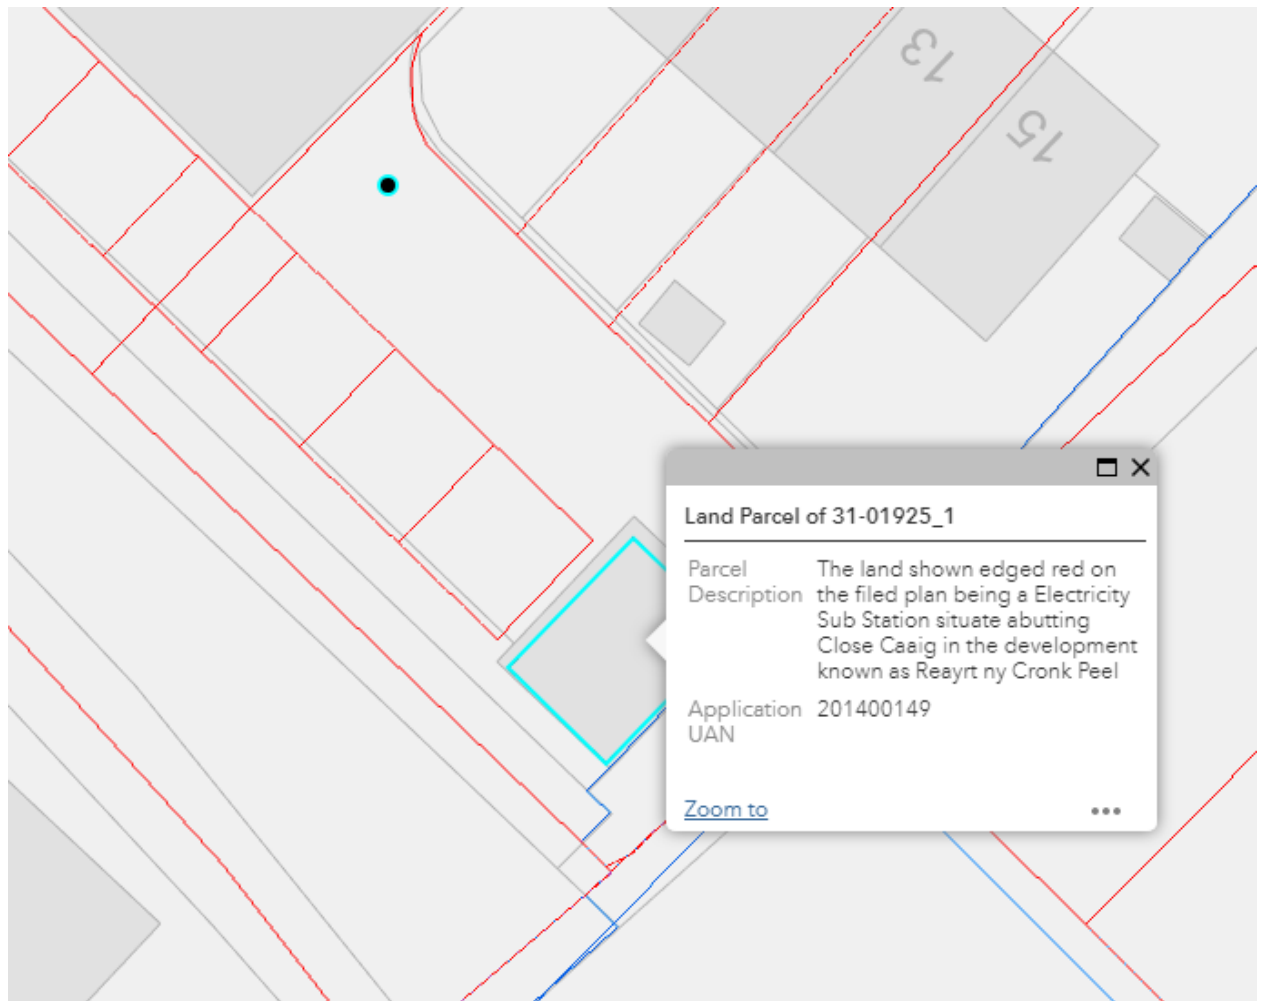 13
15
Land Parcel of 31-01925_1
Parcel Description
The land shown edged red on
the filed plan being a Electricity
Sub Station situate abutting
Close Caaig in the development
known as Reayrt ny Cronk Peel
Application UAN
201400149
Zoom to